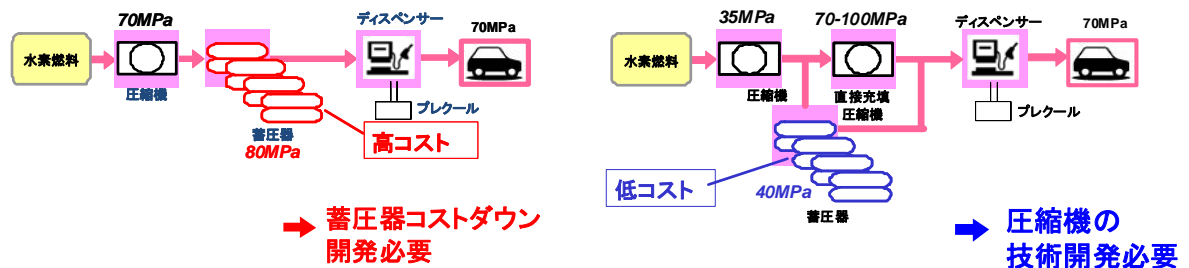 70MPa
ディスペンサー
70MPa
水素燃料
圧縮機
プレクール
蓄圧器
80MPa
高コスト
➡ 蓄圧器コストダウン
開発必要
35MPa
70-100MPa
ディスペンサー
70MPa
水素燃料
圧縮機
直接充填
圧縮機
プレクール
低コスト
40MPa
蓄圧器
➡ 圧縮機の
技術開発必要